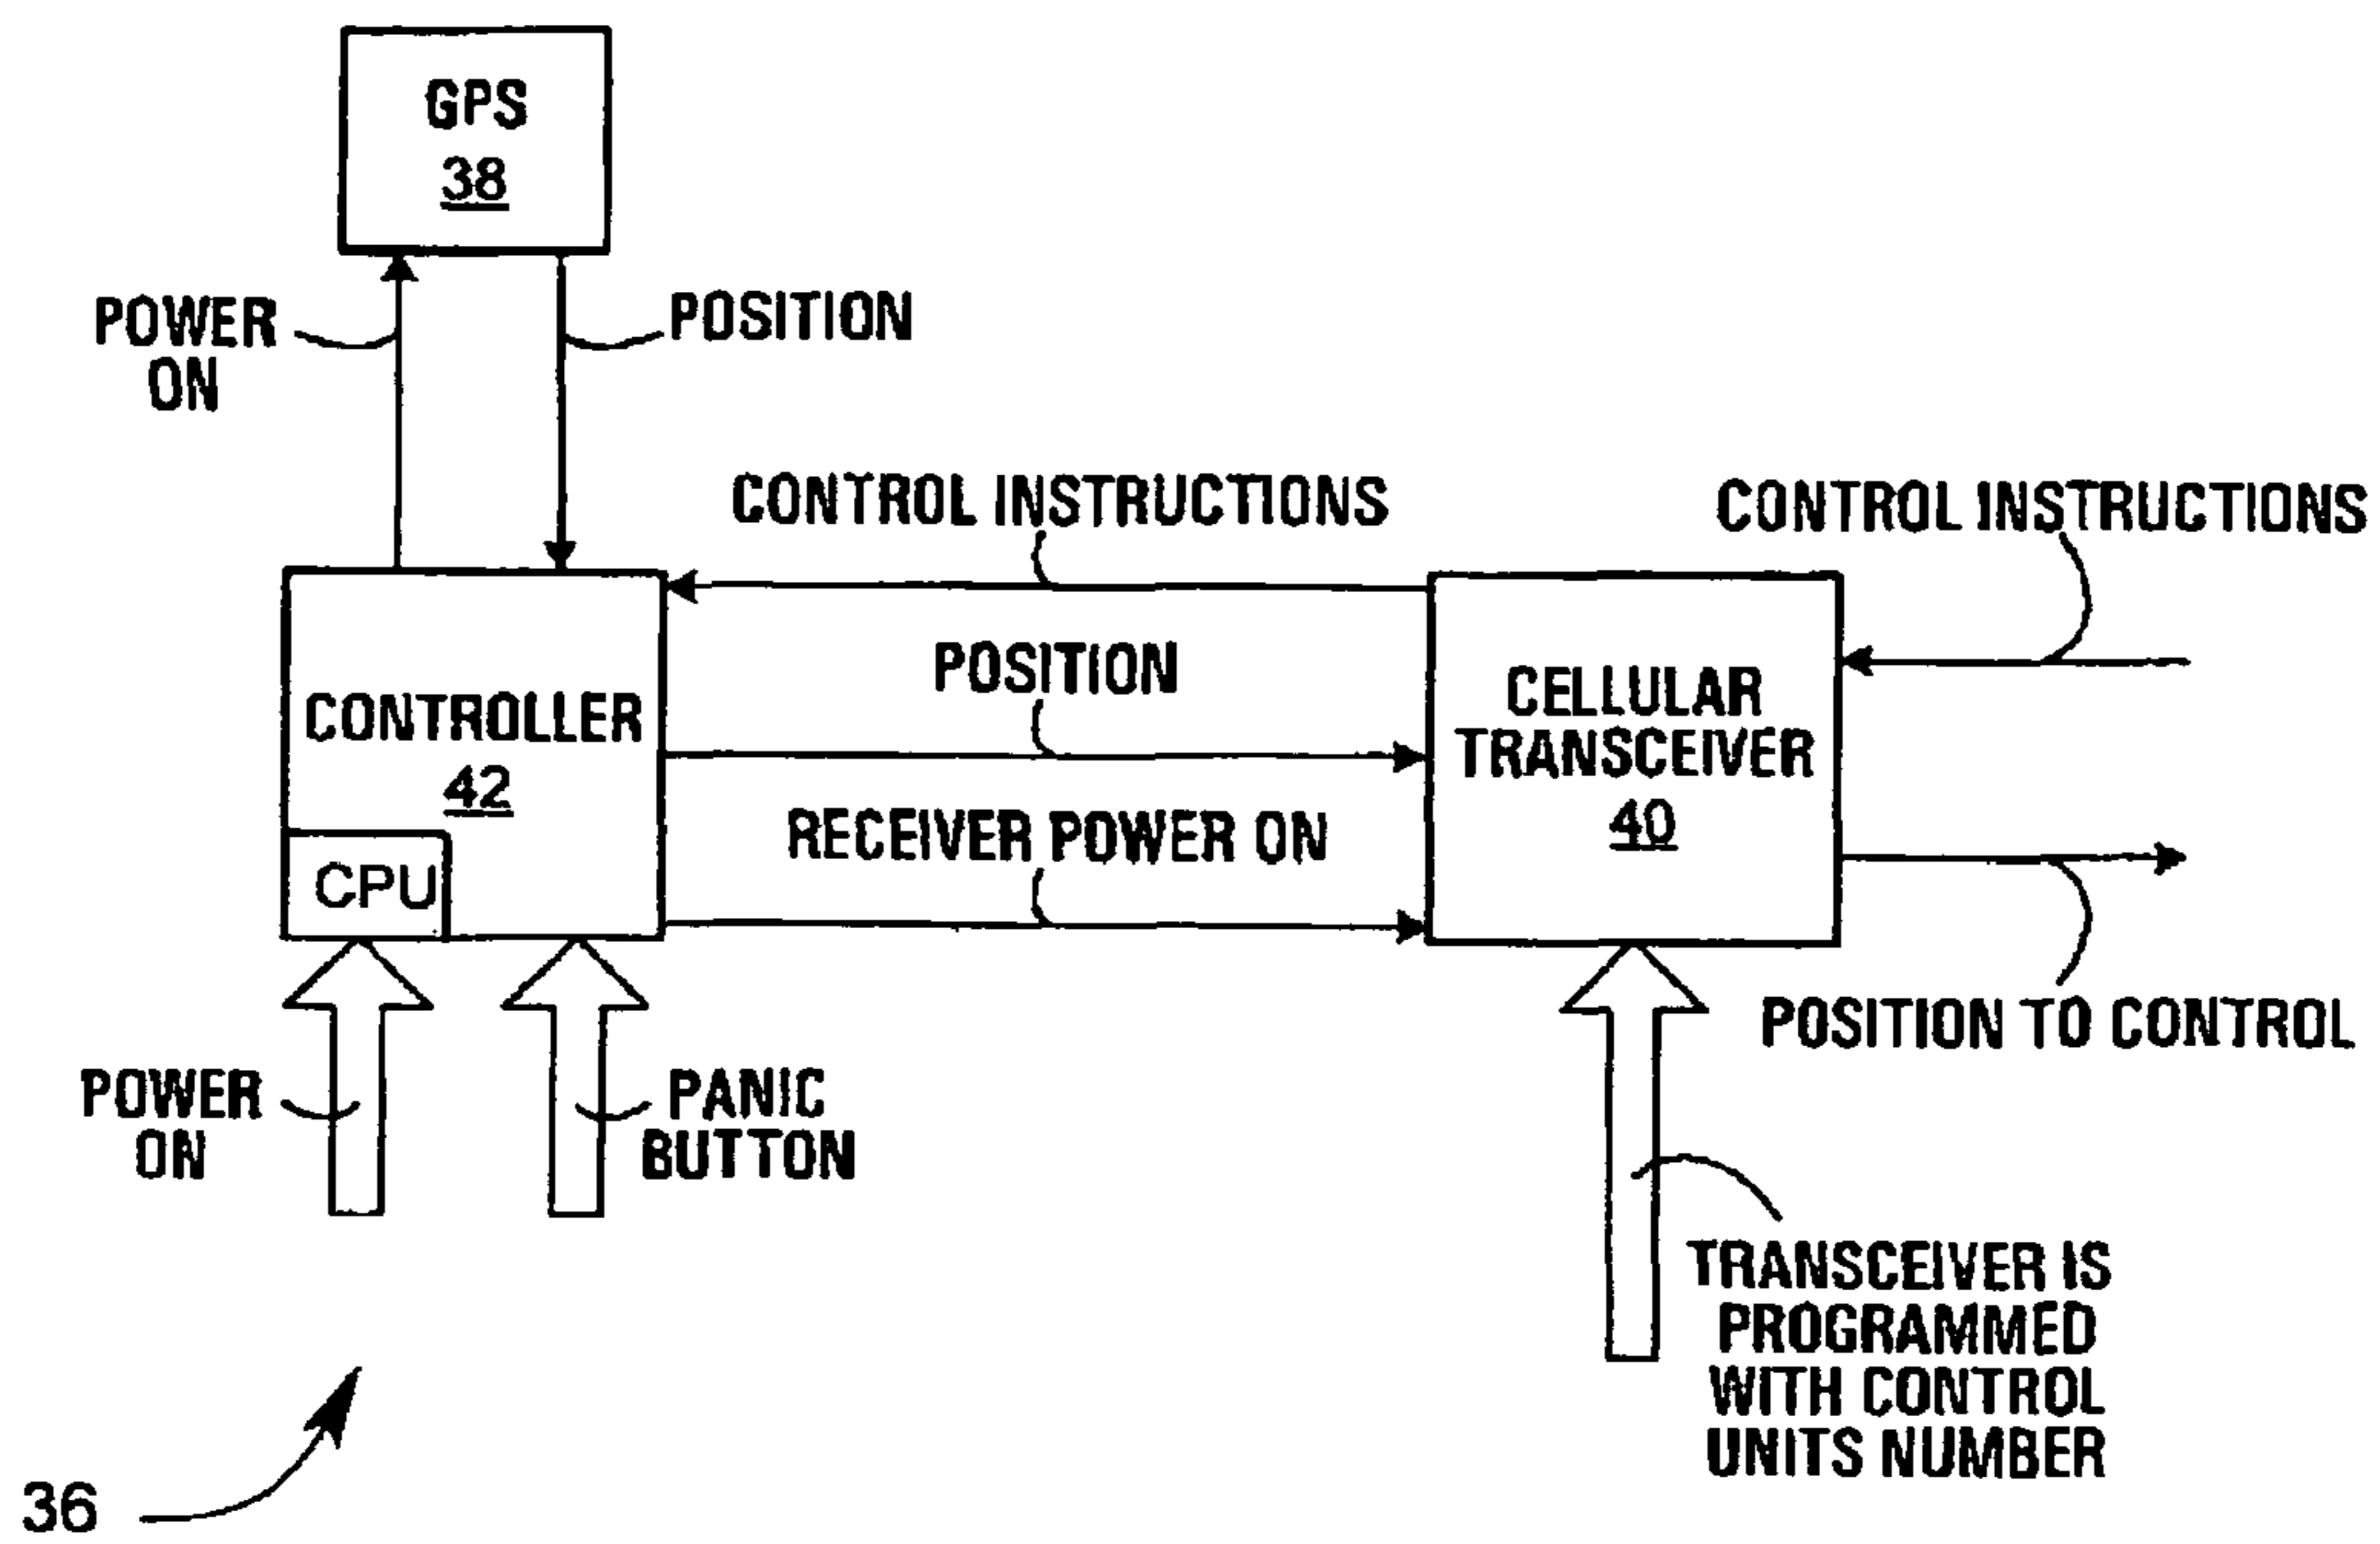 GPS
38
POWER
ON
POSITION
CONTROL INSTRUCTIONS
CONTROL INSTRUCTIONS
POSITION
CONTROLLER
42
CPU
RECEIVER POWER ON
CELLULAR
TRANSCEIVER
40
POSITION TO CONTROL
POWER
ON
PANIC
BUTTON
TRANSCEIVER IS
PROGRAMMED
WITH CONTROL
UNITS NUMBER
36